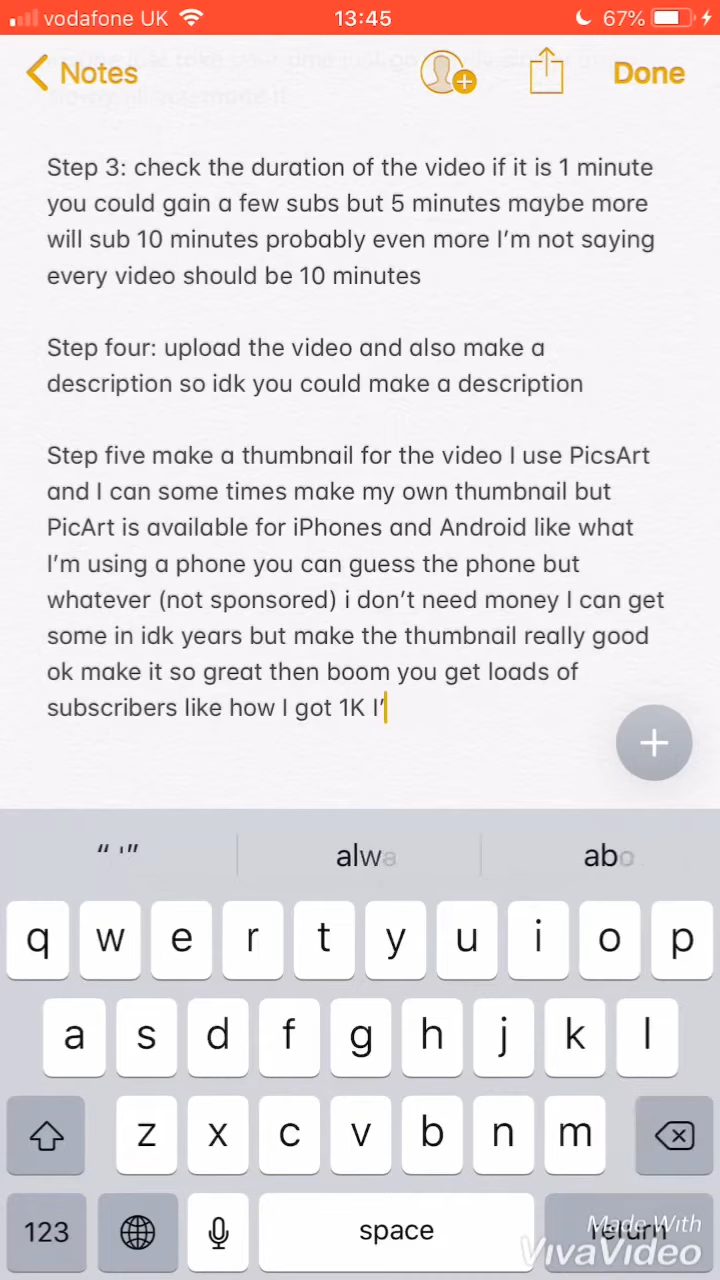 vodafone UK 13:45 67%
Notes Done
Step 3: check the duration of the video if it is 1 minute
you could gain a few subs but 5 minutes maybe more
will sub 10 minutes probably even more I'm not saying
every video should be 10 minutes
Step four: upload the video and also make a
description so idk you could make a description
Step five make a thumbnail for the video I use PicsArt
and I can some times make my own thumbnail but
PicArt is available for iPhones and Android like what
I'm using a phone you can guess the phone but
whatever (not sponsored) i don't need money I can get
some in idk years but make the thumbnail really good
ok make it so great then boom you get loads of
subscribers like how I got 1K I'
+
“ '” alwa abo
q w e r t y u i o p
a s d f g h j k l
z x c v b n m
123 space return
Made With
VivaVideo